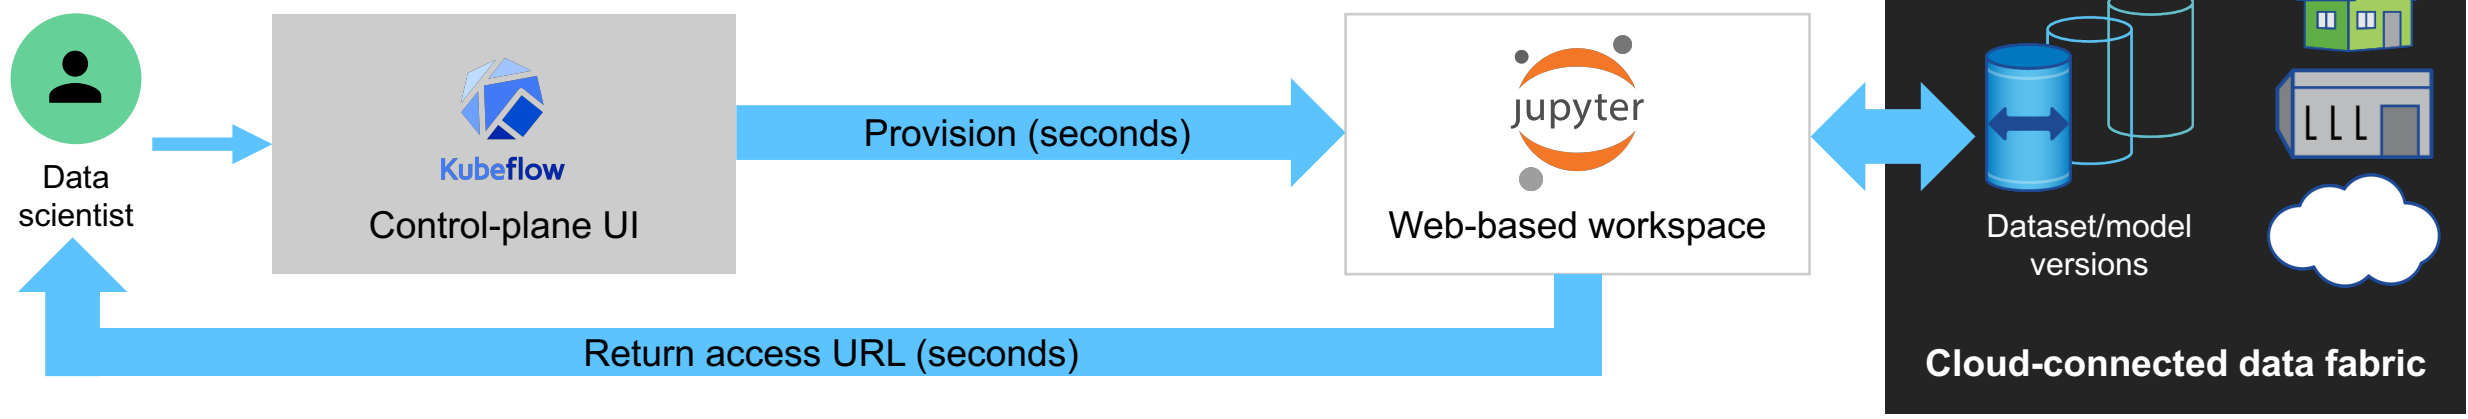 Data
scientist
Kubeflow
Control-plane UI
Provision (seconds)
jupyter
Web-based workspace
Return access URL (seconds)
Dataset/model
versions
Cloud-connected data fabric